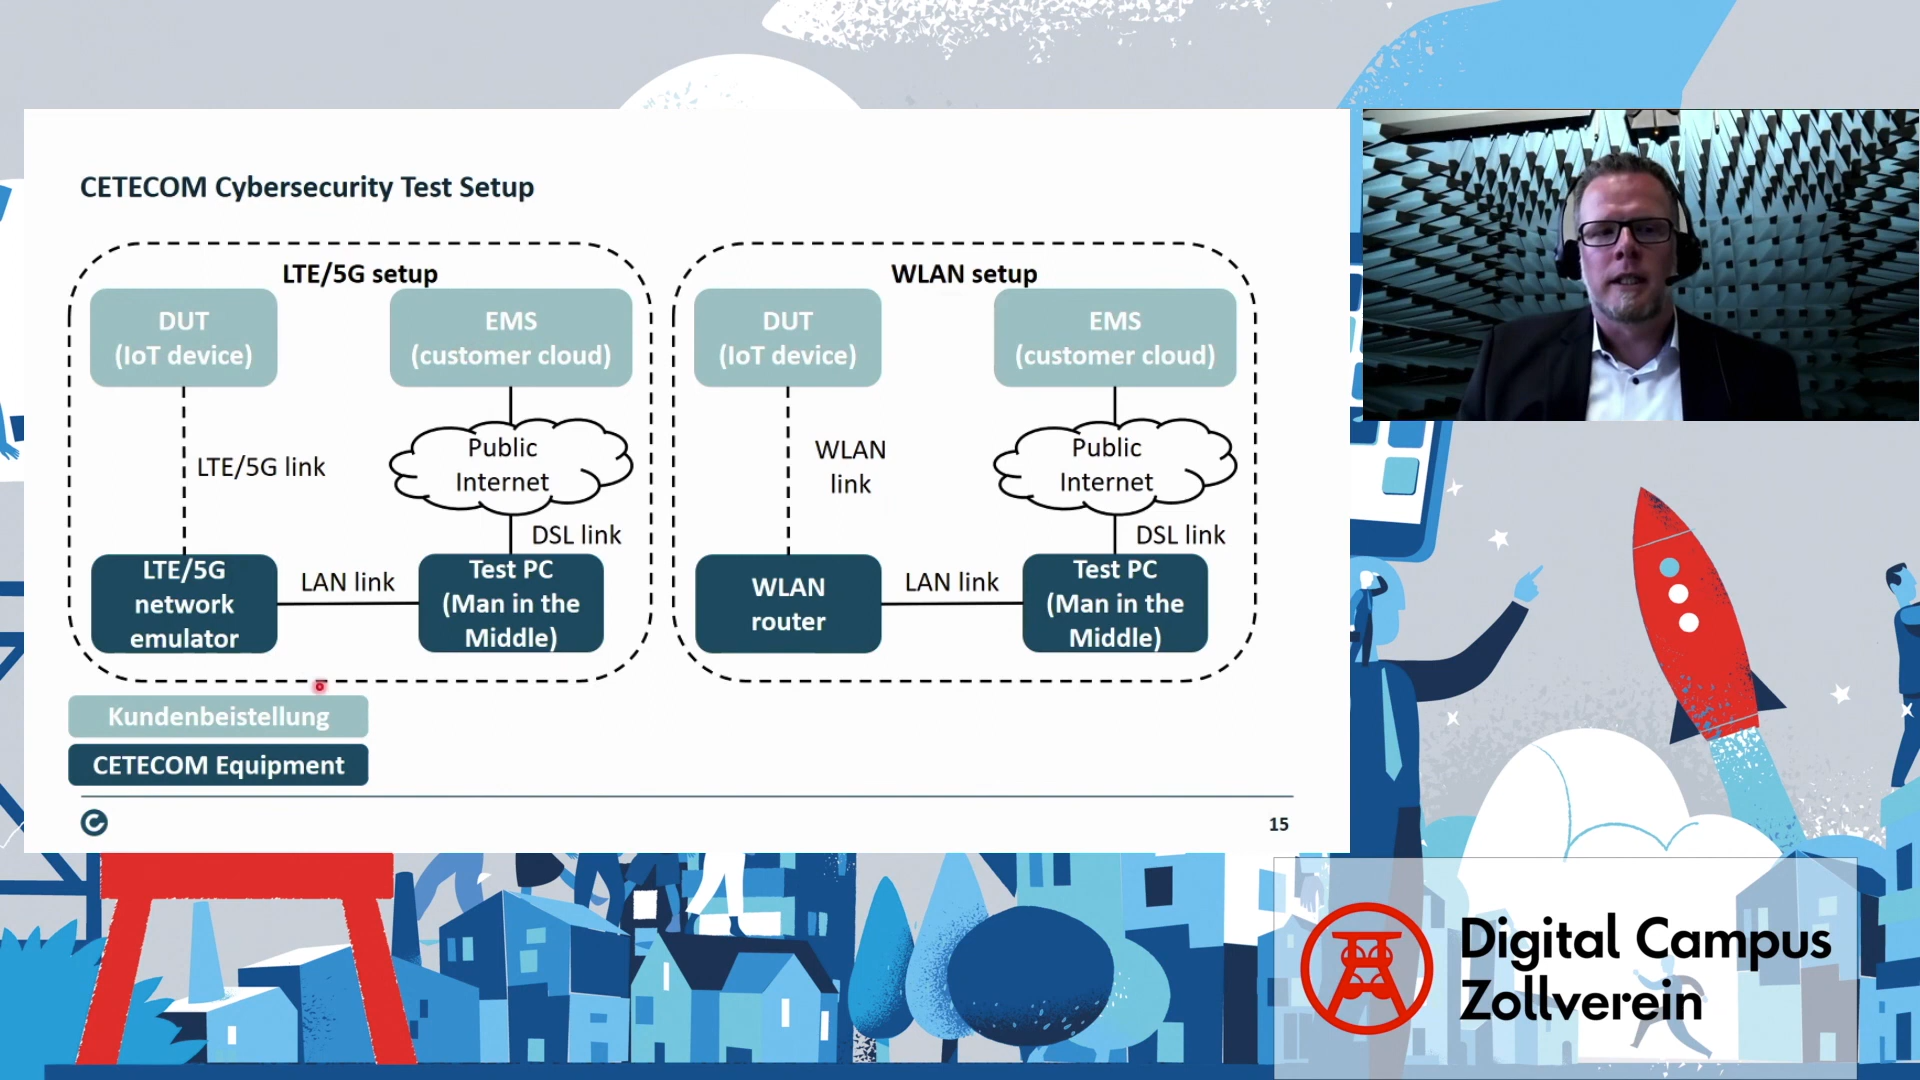 CETECOM Cybersecurity Test Setup
LTE/5G setup
DUT
(IoT device)
EMS
(customer cloud)
LTE/5G link
Public
Internet
DSL link
LTE/5G
network
emulator
LAN link
Test PC
(Man in the
Middle)
WLAN setup
DUT
(IoT device)
EMS
(customer cloud)
WLAN
link
Public
Internet
DSL link
WLAN
router
LAN link
Test PC
(Man in the
Middle)
Kundenbeistellung
CETECOM Equipment
15
Digital Campus
Zollverein